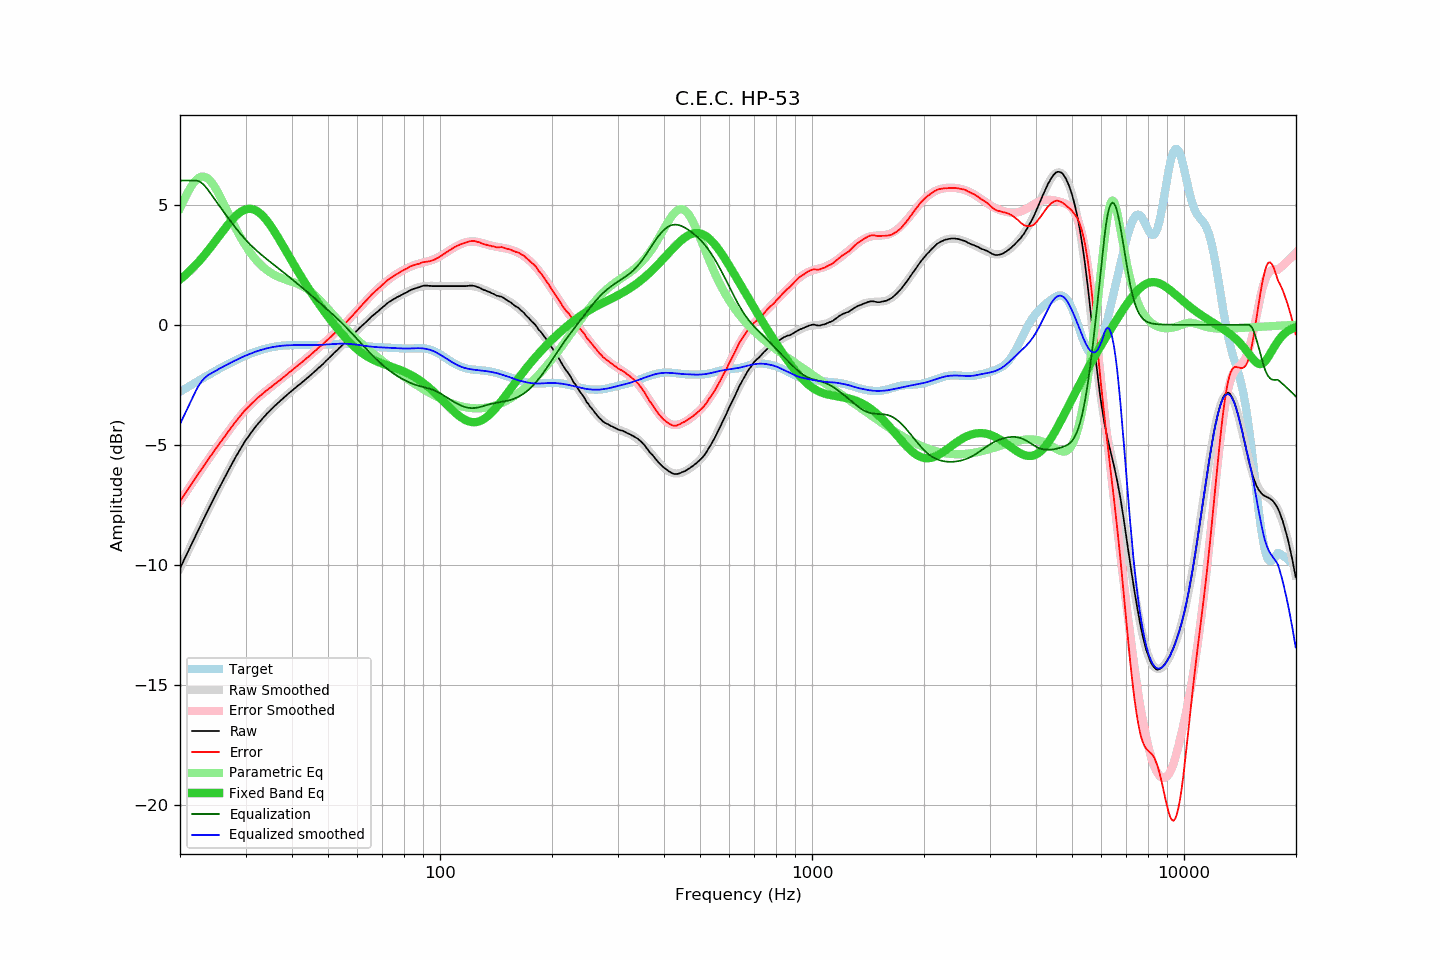 C.E.C. HP-53
Amplitude (dBr)
5
0
−5
−10
−15
−20
Target
Raw Smoothed
Error Smoothed
Raw
Error
Parametric Eq
Fixed Band Eq
Equalization
Equalized smoothed
100
1000
10000
Frequency (Hz)